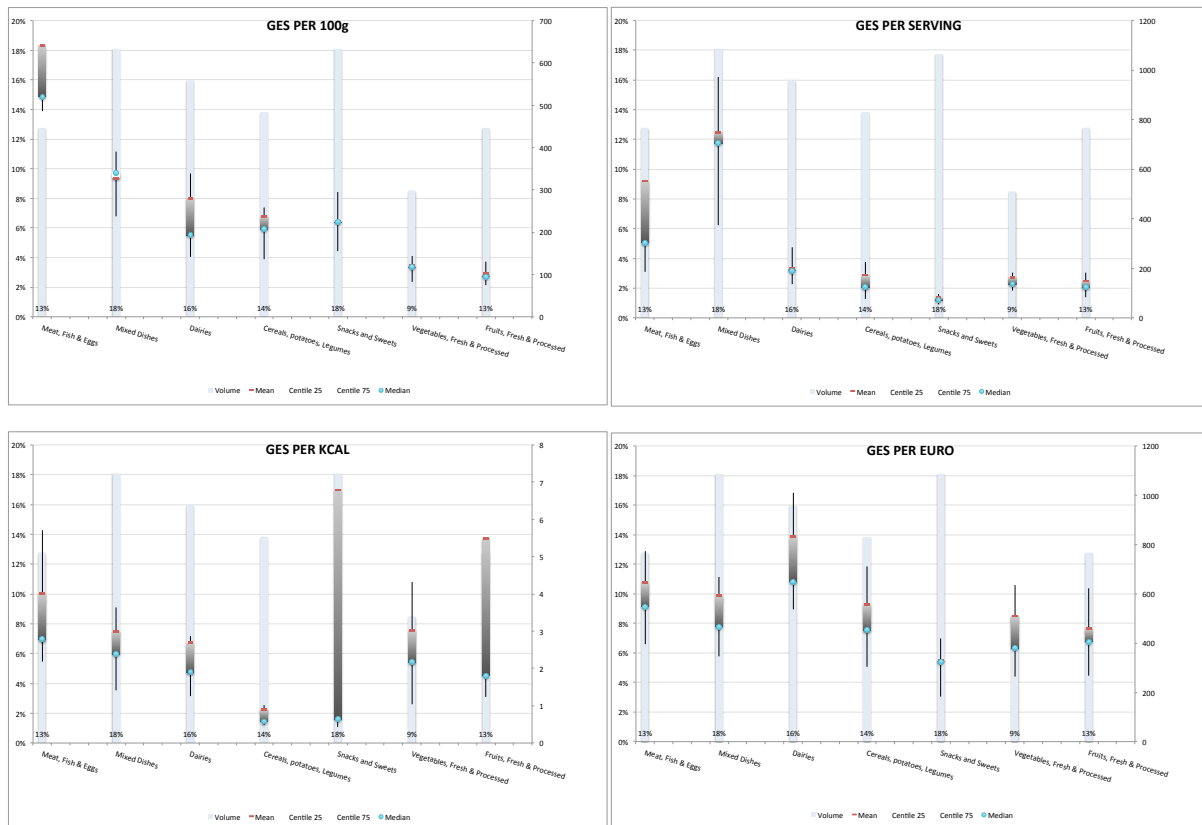 GES PER 100g
20% 700
18% 600
16% 500
14% 400
12%
10% 300
8%
6% 200
4% 100
2%
0% 0
13% 18% 16% 14% 18% 9% 13%
Meat, Fish & Eggs
Mixed Dishes
Dairies
Cereals, potatoes, Legumes
Snacks and Sweets
Vegetables, Fresh & Processed
Fruits, Fresh & Processed
Volume Mean Centile 25 Centile 75 Median
GES PER SERVING
20% 1200
18% 1000
16%
14% 800
12%
10% 600
8%
6% 400
4% 200
2%
0% 0
13% 18% 16% 14% 18% 9% 13%
Meat, Fish & Eggs
Mixed Dishes
Dairies
Cereals, potatoes, Legumes
Snacks and Sweets
Vegetables, Fresh & Processed
Fruits, Fresh & Processed
Volume Mean Centile 25 Centile 75 Median
GES PER KCAL
20% 8
18% 7
16% 6
14% 5
12%
10% 4
8% 3
6%
4% 2
2% 1
0% 0
13% 18% 16% 14% 18% 9% 13%
Meat, Fish & Eggs
Mixed Dishes
Dairies
Cereals, potatoes, Legumes
Snacks and Sweets
Vegetables, Fresh & Processed
Fruits, Fresh & Processed
Volume Mean Centile 25 Centile 75 Median
GES PER EURO
20% 1200
18% 1000
16%
14% 800
12%
10% 600
8%
6% 400
4% 200
2%
0% 0
13% 18% 16% 14% 18% 9% 13%
Meat, Fish & Eggs
Mixed Dishes
Dairies
Cereals, potatoes, Legumes
Snacks and Sweets
Vegetables, Fresh & Processed
Fruits, Fresh & Processed
Volume Mean Centile 25 Centile 75 Median